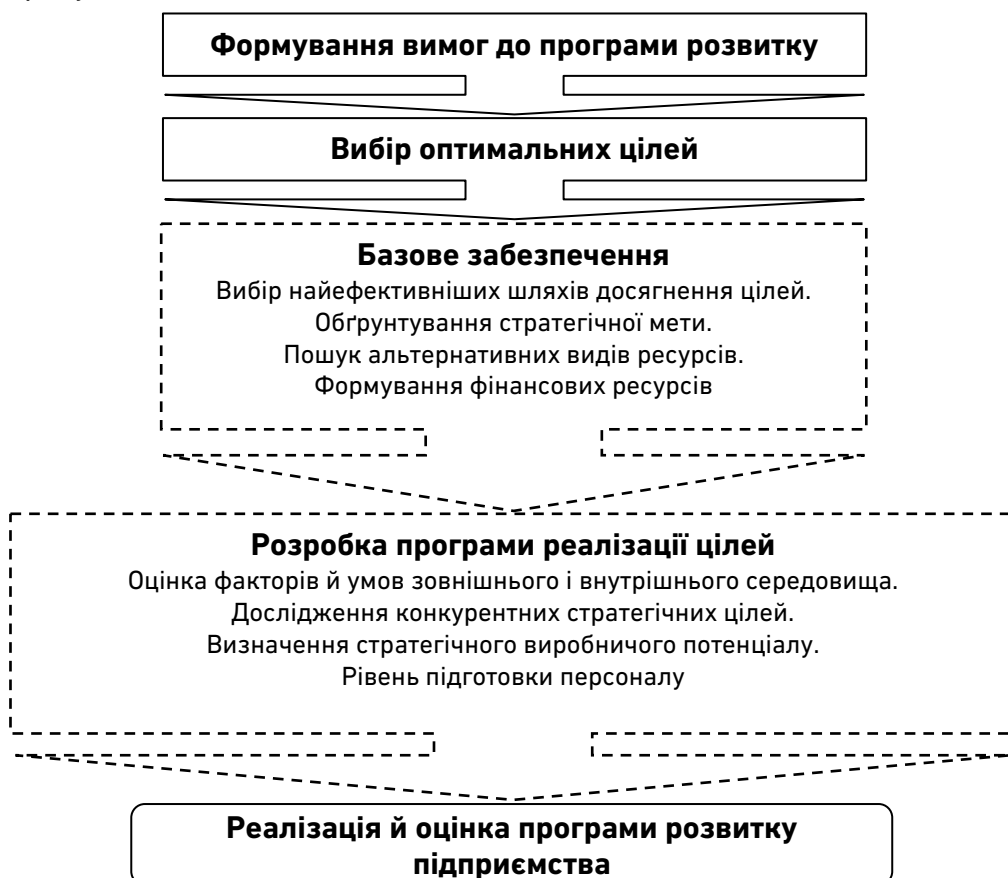 Формування вимог до програми розвитку
Вибір оптимальних цілей
Базове забезпечення
Вибір найефективніших шляхів досягнення цілей.
Обґрунтування стратегічної мети.
Пошук альтернативних видів ресурсів.
Формування фінансових ресурсів
Розробка програми реалізації цілей
Оцінка факторів й умов зовнішнього і внутрішнього середовища.
Дослідження конкурентних стратегічних цілей.
Визначення стратегічного виробничого потенціалу.
Рівень підготовки персоналу
Реалізація й оцінка програми розвитку
підприємства